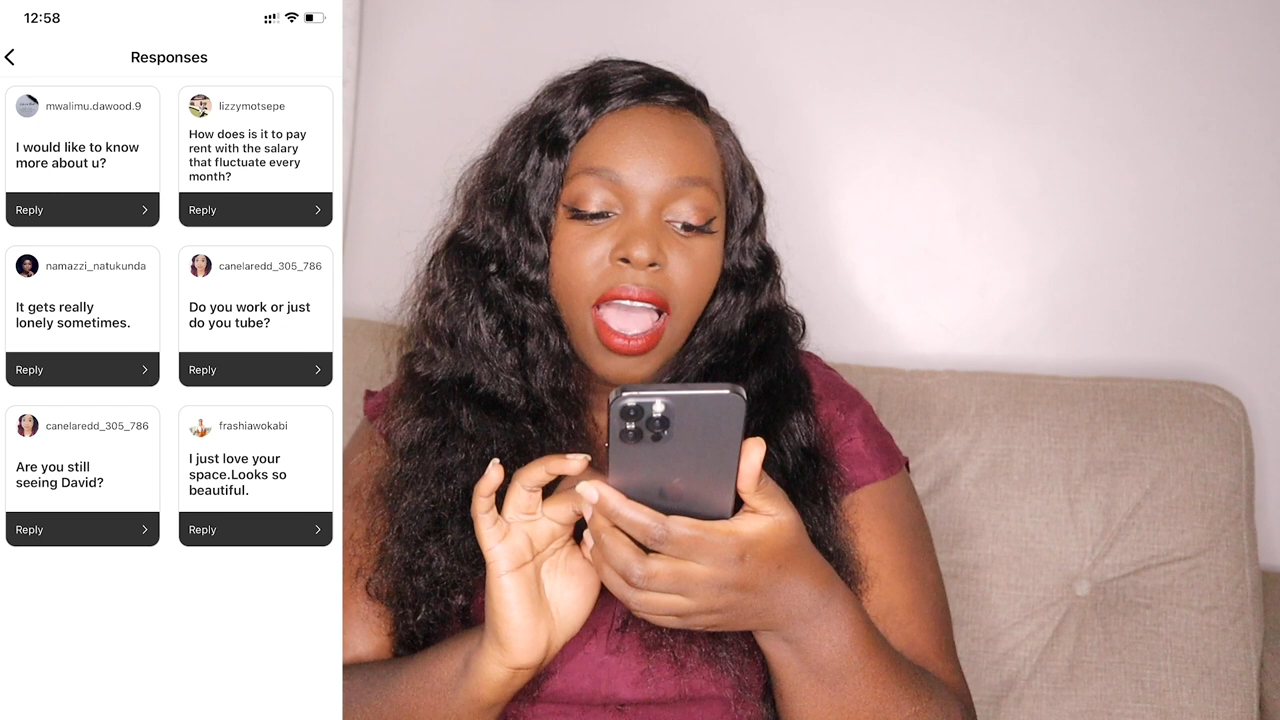 12:58
Responses
mwalimu.dawood.9
I would like to know
more about u?
Reply
lizzymotsepe
How does is it to pay
rent with the salary
that fluctuate every
month?
Reply
namazzi_natukunda
It gets really
lonely sometimes.
Reply
canelaredd_305_786
Do you work or just
do you tube?
Reply
canelaredd_305_786
Are you still
seeing David?
Reply
frashiawokabi
I just love your
space.Looks so
beautiful.
Reply